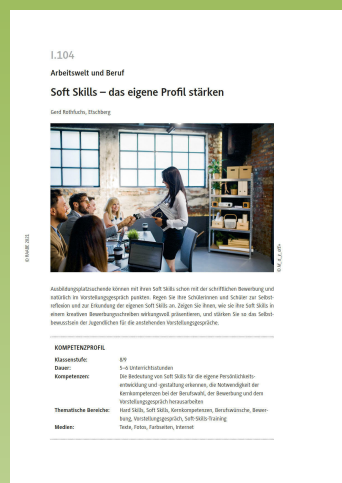 I.104
Arbeitswelt und Beruf
Soft Skills – das eigene Profil stärken
Gerd Rothfuchs, Etschberg
© RAABE 2021
Ausbildungsplatzsuchende können mit ihren Soft Skills schon mit der schriftlichen Bewerbung und
natürlich im Vorstellungsgespräch punkten. Regen Sie Ihre Schülerinnen und Schüler zur Selbst-
reflexion und zur Erkundung der eigenen Soft Skills an. Zeigen Sie ihnen, wie sie ihre Soft Skills in
einem kreativen Bewerbungsschreiben wirkungsvoll präsentieren, und stärken Sie so das Selbst-
bewusstsein der Jugendlichen für die anstehenden Vorstellungsgespräche.
KOMPETENZPROFIL
Klassenstufe: 8/9
Dauer: 5–6 Unterrichtsstunden
Kompetenzen: Die Bedeutung von Soft Skills für die eigene Persönlichkeits-
entwicklung und -gestaltung erkennen, die Notwendigkeit der
Kernkompetenzen bei der Berufswahl, der Bewerbung und dem
Vorstellungsgespräch herausarbeiten
Thematische Bereiche: Hard Skills, Soft Skills, Kernkompetenzen, Berufswünsche, Bewer-
bung, Vorstellungsgespräch, Soft-Skills-Training
Medien: Texte, Fotos, Farbseiten, Internet